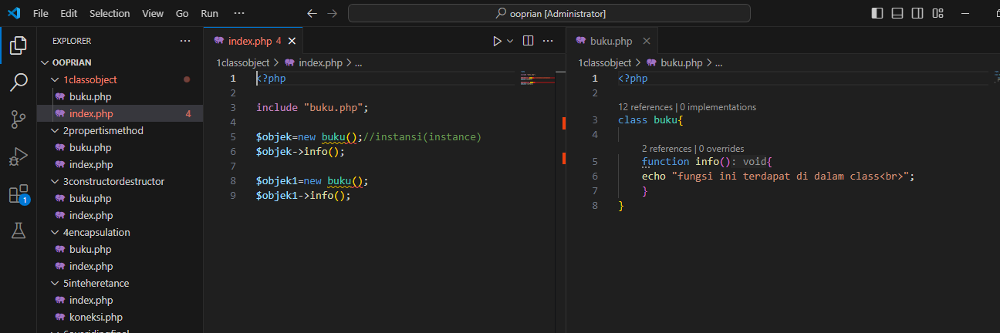 File Edit Selection View Go Run ··· ooprian [Administrator]
EXPLORER ···
OOPRIAN
1classobject
buku.php
index.php 4
2propertismethod
buku.php
index.php
3constructordestructor
buku.php
index.php
4encapsulation
buku.php
index.php
5inteheretance
index.php
koneksi.php
1
index.php 4
1classobject > index.php > ...
1 <?php
2
3 include "buku.php";
4
5 $objek=new buku();//instansi(instance)
6 $objek->info();
7
8 $objek1=new buku();
9 $objek1->info();
buku.php
1classobject > buku.php > ...
1 <?php
2
12 references | 0 implementations
3 class buku{
4
2 references | 0 overrides
5 function info(): void{
6 echo "fungsi ini terdapat di dalam class<br>";
7 }
8 }